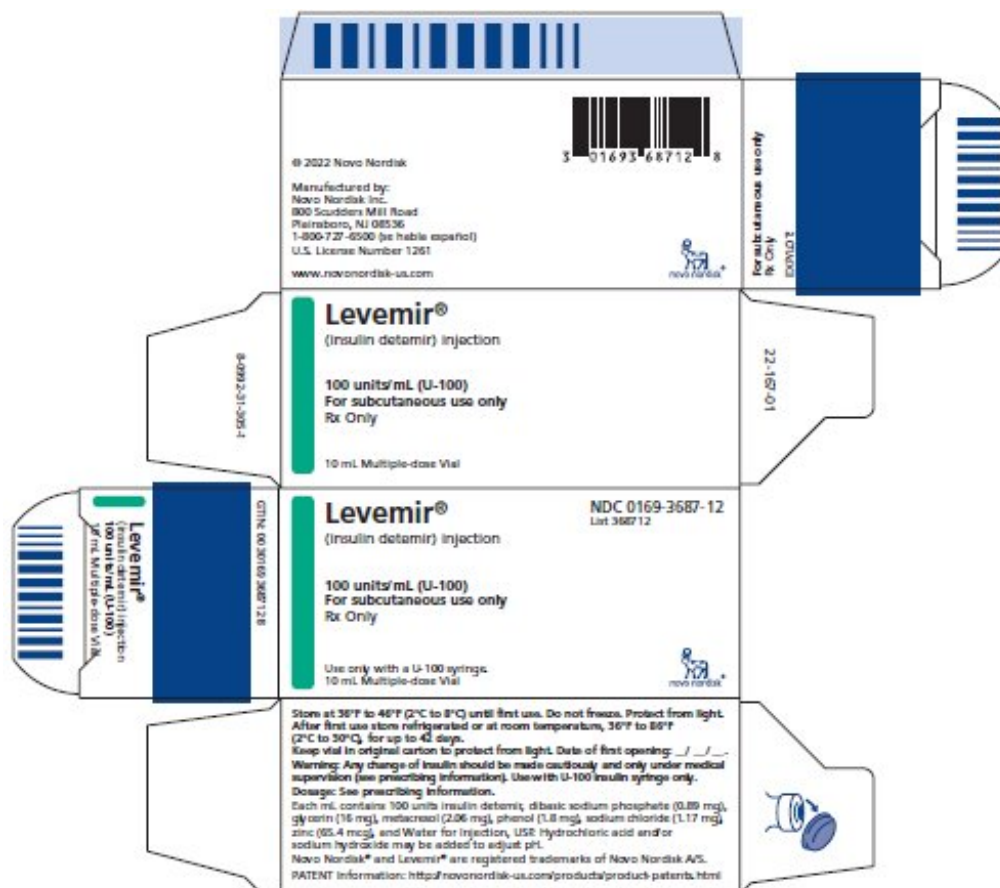 3 01693 68712 8
© 2022 Novo Nordisk
Manufactured by:
Novo Nordisk Inc.
800 Scudders Mill Road
Plainsboro, NJ 08536
1-800-727-6500 (se habla español)
U.S. License Number 1261
www.novonordisk-us.com
novo nordisk
For subcutaneous use only
Rx Only
Levemir®
(insulin detemir) injection
100 units/mL (U-100)
For subcutaneous use only
Rx Only
10 mL Multiple-dose Vial
22-167-01
Levemir®
(insulin detemir) injection
100 units/mL (U-100)
10 mL Multiple-dose Vial
Levemir®
(insulin detemir) injection
NDC 0169-3687-12
List 368712
100 units/mL (U-100)
For subcutaneous use only
Rx Only
Use only with a U-100 syringe.
10 mL Multiple-dose Vial
novo nordisk
Store at 36°F to 46°F (2°C to 8°C) until first use. Do not freeze. Protect from light.
After first use store refrigerated or at room temperature, 36°F to 86°F
(2°C to 30°C), for up to 42 days.
Keep vial in original carton to protect from light. Date of first opening: __/__/__.
Warning: Any change of insulin should be made cautiously and only under medical
supervision (see prescribing information). Use with U-100 insulin syringe only.
Dosage: See prescribing information.
Each mL contains 100 units insulin detemir, dibasic sodium phosphate (0.89 mg),
glycerin (16 mg), metacresol (2.06 mg), phenol (1.8 mg), sodium chloride (1.17 mg),
zinc (65.4 mcg), and Water for Injection, USP. Hydrochloric acid and/or
sodium hydroxide may be added to adjust pH.
Novo Nordisk® and Levemir® are registered trademarks of Novo Nordisk A/S.
PATENT Information: http://novonordisk-us.com/products/product-patents.html